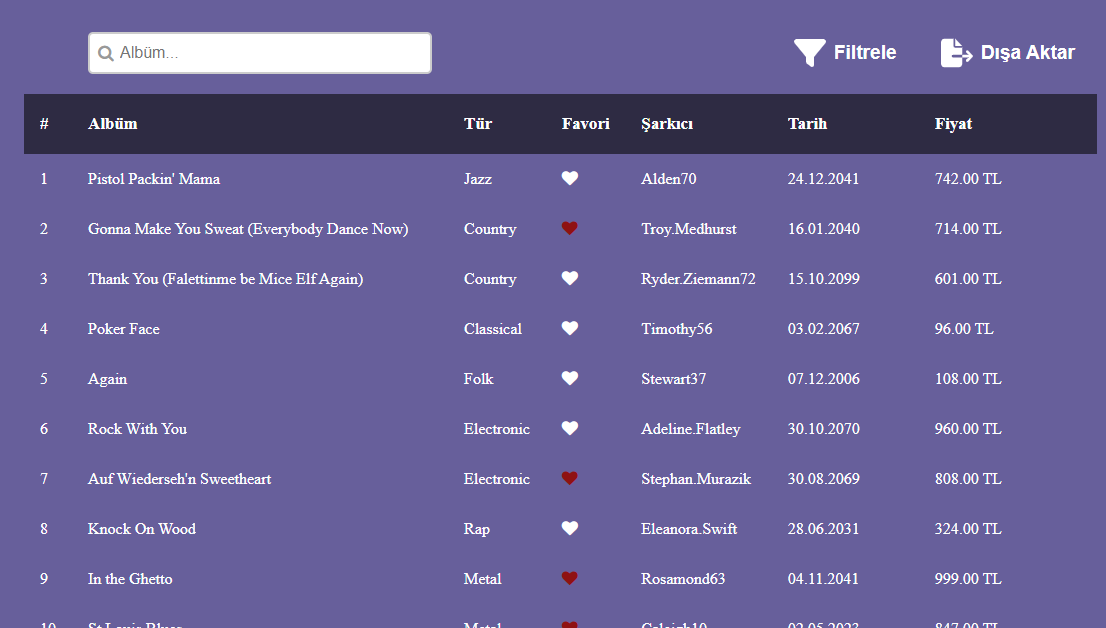 Albüm... Filtrele Dışa Aktar
# Albüm Tür Favori Şarkıcı Tarih Fiyat
1 Pistol Packin' Mama Jazz Alden70 24.12.2041 742.00 TL
2 Gonna Make You Sweat (Everybody Dance Now) Country Troy.Medhurst 16.01.2040 714.00 TL
3 Thank You (Falettinme be Mice Elf Again) Country Ryder.Ziemann72 15.10.2099 601.00 TL
4 Poker Face Classical Timothy56 03.02.2067 96.00 TL
5 Again Folk Stewart37 07.12.2006 108.00 TL
6 Rock With You Electronic Adeline.Flatley 30.10.2070 960.00 TL
7 Auf Wiederseh'n Sweetheart Electronic Stephan.Murazik 30.08.2069 808.00 TL
8 Knock On Wood Rap Eleanora.Swift 28.06.2031 324.00 TL
9 In the Ghetto Metal Rosamond63 04.11.2041 999.00 TL
10 St Louis Blues Metal